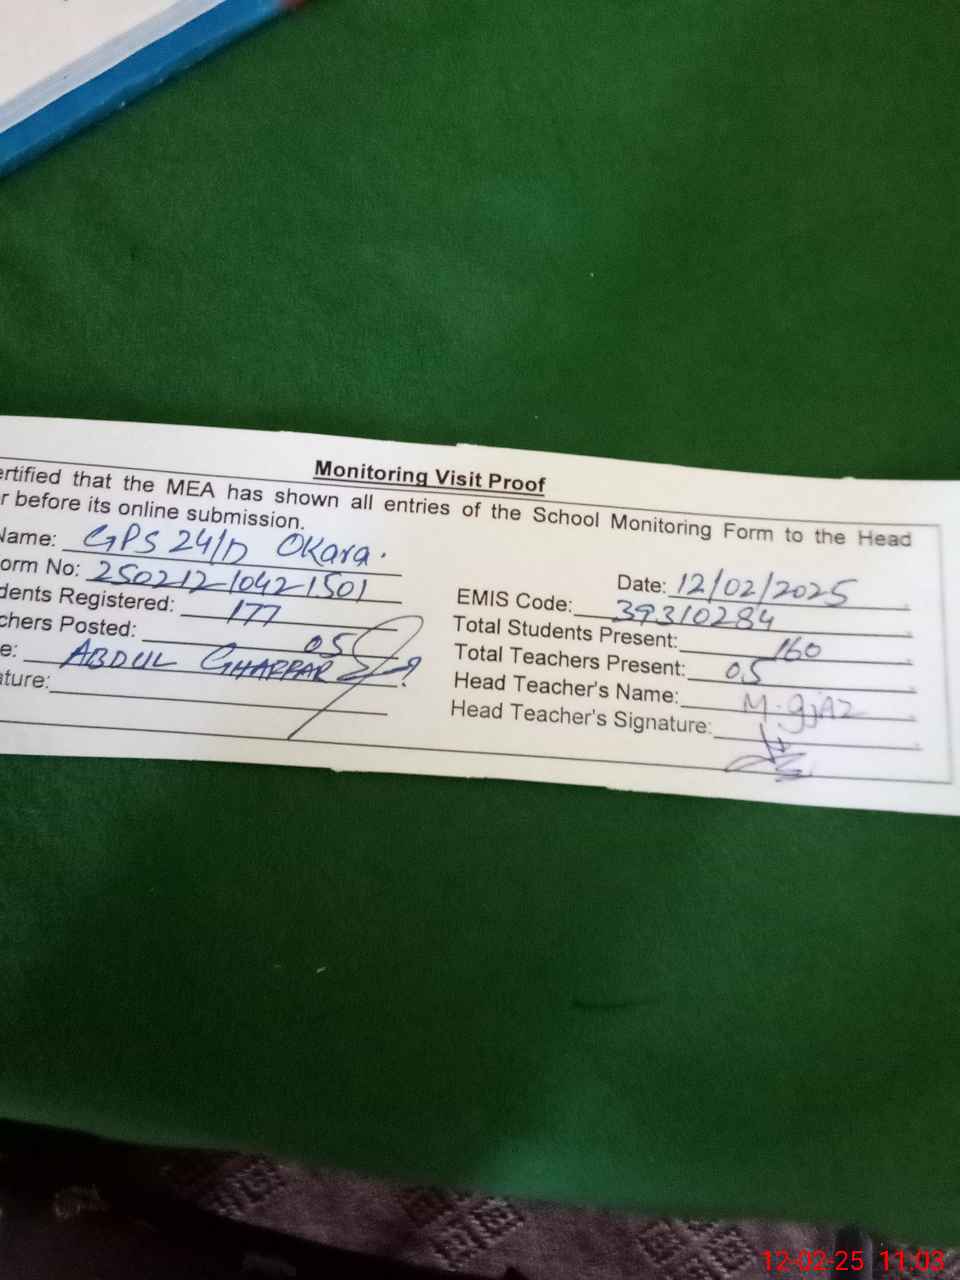 Monitoring Visit Proof
ertified that the MEA has shown all entries of the School Monitoring Form to the Head
r before its online submission.
Name: GPS 24/D Okara.
Date: 12/02/2025
orm No: 250212-1042-1501
EMIS Code: 39310284
dents Registered: 177
Total Students Present: 160
chers Posted: 05
Total Teachers Present: 05
e: ABDUL GHAFFAR
Head Teacher's Name: M.
ture:
Head Teacher's Signature:
12-02-25 11:03